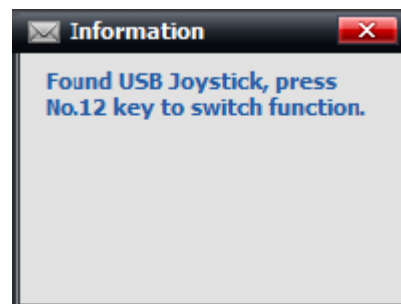 Information
Found USB Joystick, press
No.12 key to switch function.